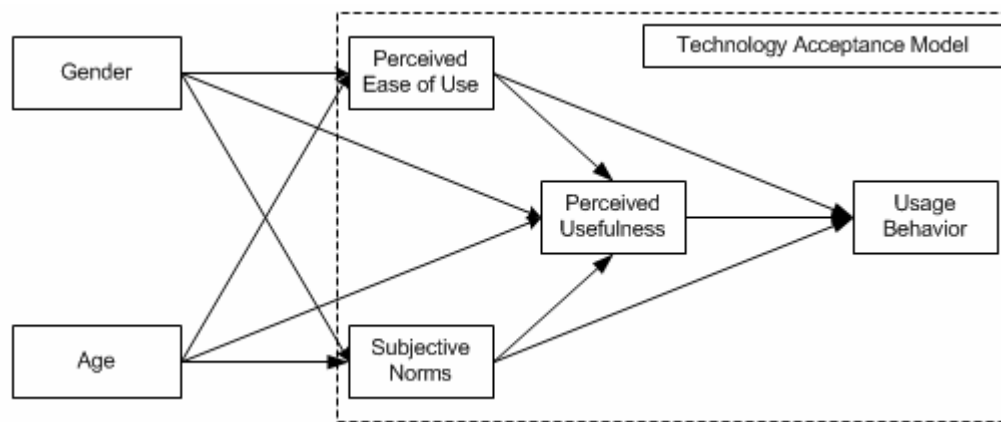 Technology Acceptance Model
Gender
Perceived
Ease of Use
Perceived
Usefulness
Usage
Behavior
Age
Subjective
Norms